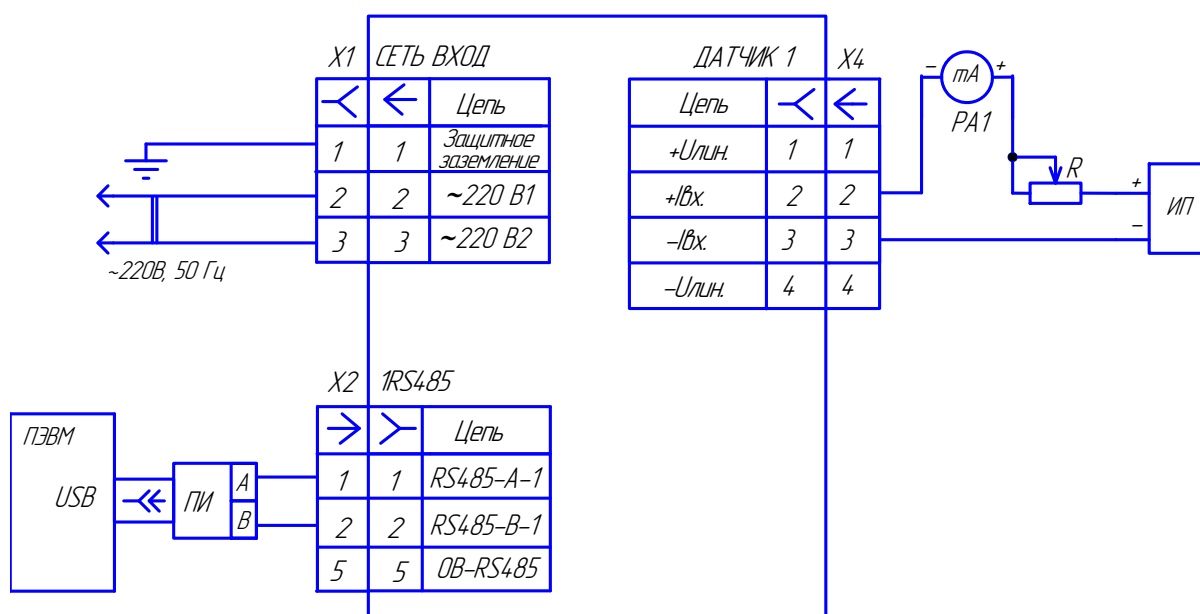 X1 СЕТЬ ВХОД
Цепь
1 1 Защитное
заземление
2 2 ~220 В1
3 3 ~220 В2
~220В, 50 Гц
ДАТЧИК 1 X4
Цепь
+Uлин. 1 1
+Iвх. 2 2
-Iвх. 3 3
-Uлин. 4 4
- mA +
PA1
R
+
ИП
-
X2 1RS485
Цепь
1 1 RS485-A-1
2 2 RS485-B-1
5 5 0В-RS485
ПЭВМ
USB
ПИ
A
B